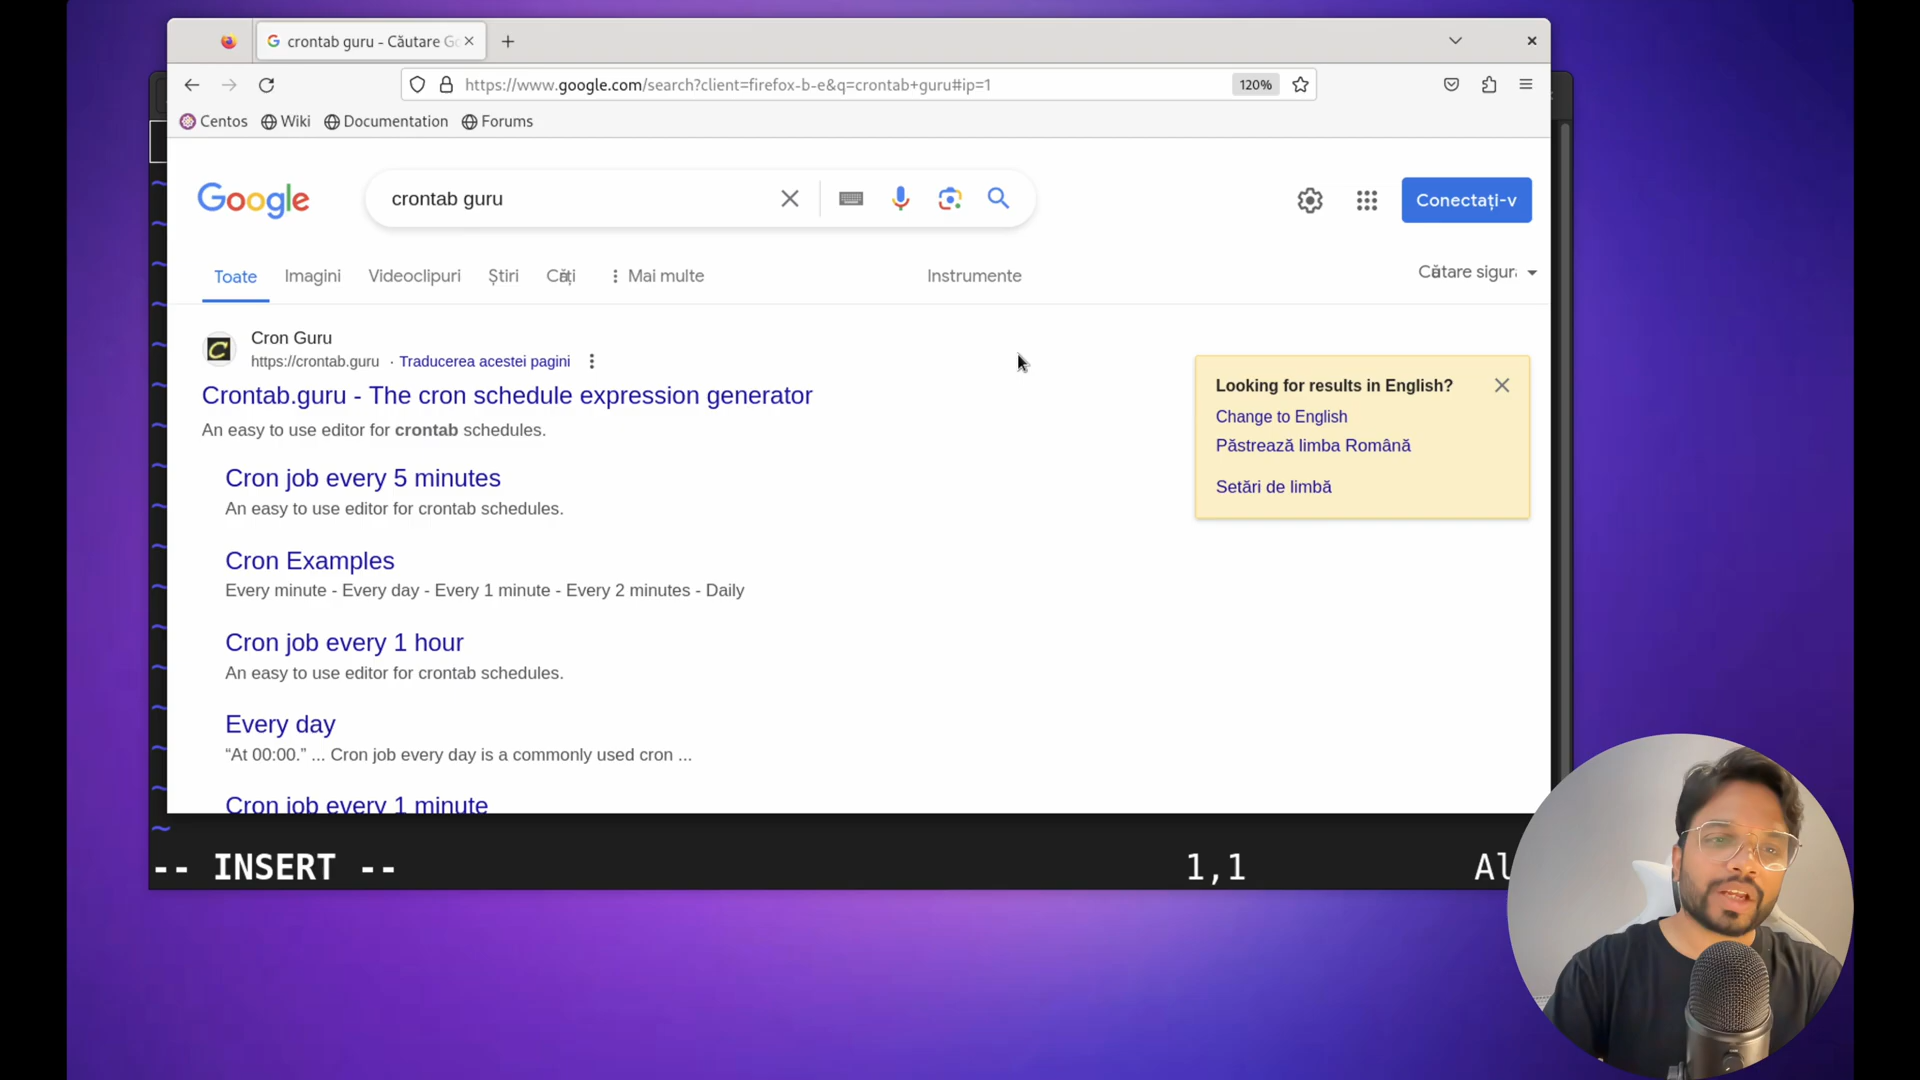 crontab guru - Căutare Go
https://www.google.com/search?client=firefox-b-e&q=crontab+guru#ip=1
120%
Centos
Wiki
Documentation
Forums
Google
crontab guru
Conectați-v
Toate
Imagini
Videoclipuri
Știri
Mai multe
Instrumente
Cron Guru
https://crontab.guru · Traducerea acestei pagini
Crontab.guru - The cron schedule expression generator
An easy to use editor for crontab schedules.
Cron job every 5 minutes
An easy to use editor for crontab schedules.
Cron Examples
Every minute - Every day - Every 1 minute - Every 2 minutes - Daily
Cron job every 1 hour
An easy to use editor for crontab schedules.
Every day
“At 00:00.” ... Cron job every day is a commonly used cron ...
Cron job every 1 minute
Looking for results in English?
Change to English
Păstrează limba Română
Setări de limbă
-- INSERT --
1,1
Al